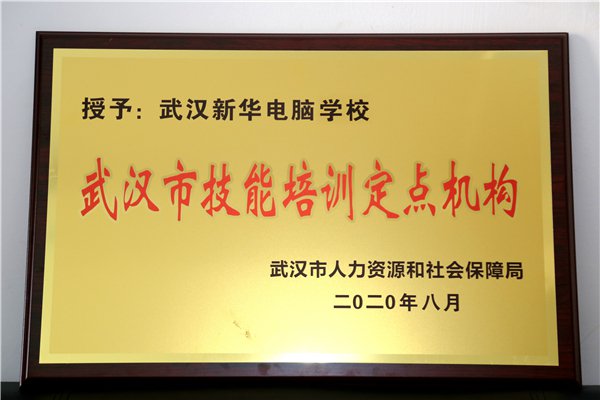 授予：武汉新华电脑学校
武汉市技能培训定点机构
武汉市人力资源和社会保障局
二0二0年八月